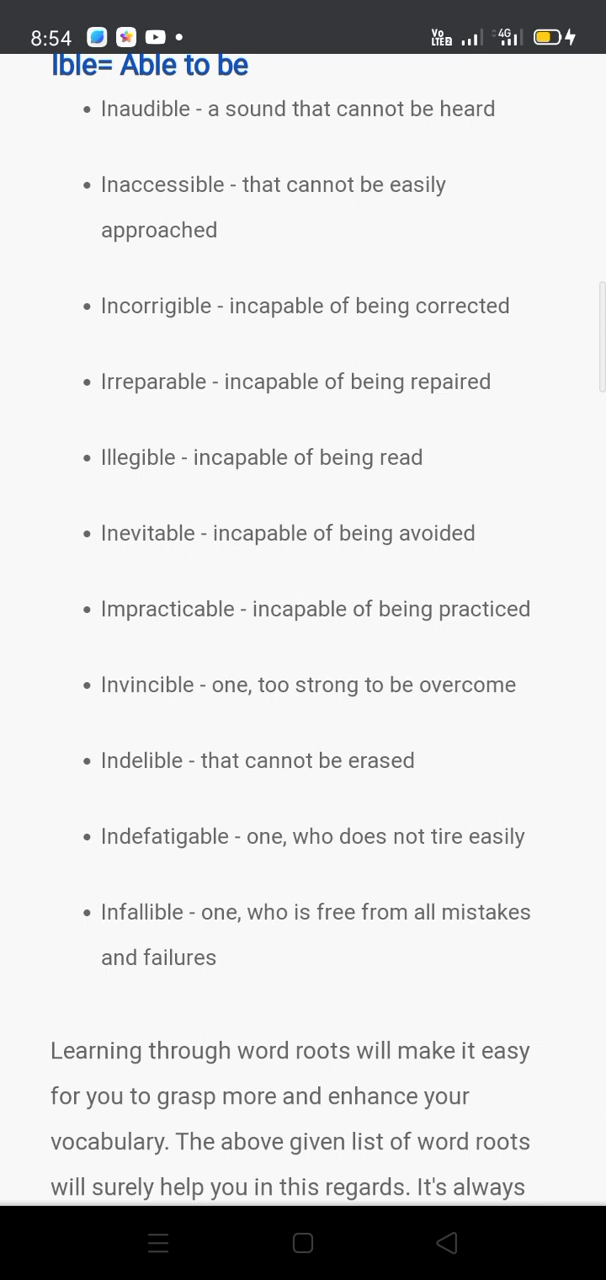 8:54
Vo LTE2 4G
Ible= Able to be
• Inaudible - a sound that cannot be heard
• Inaccessible - that cannot be easily
approached
• Incorrigible - incapable of being corrected
• Irreparable - incapable of being repaired
• Illegible - incapable of being read
• Inevitable - incapable of being avoided
• Impracticable - incapable of being practiced
• Invincible - one, too strong to be overcome
• Indelible - that cannot be erased
• Indefatigable - one, who does not tire easily
• Infallible - one, who is free from all mistakes
and failures
Learning through word roots will make it easy
for you to grasp more and enhance your
vocabulary. The above given list of word roots
will surely help you in this regards. It's always